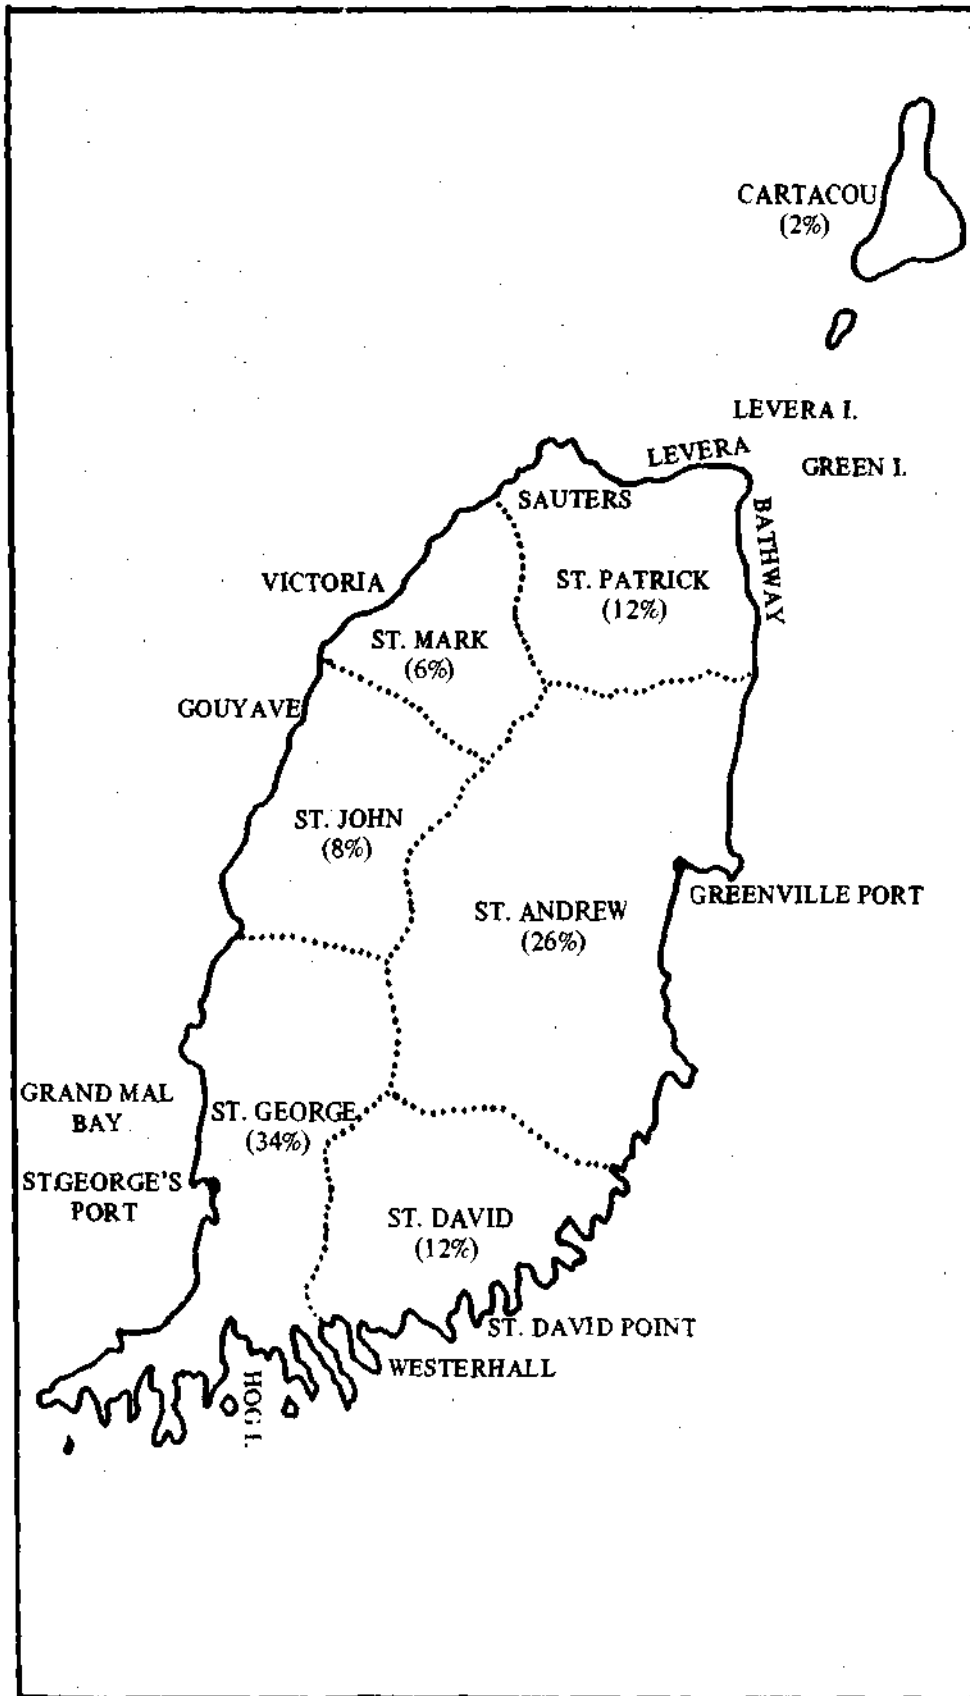 CARTACOU
(2%)
LEVERA I.
LEVERA
GREEN I.
SAUTERS
BATHWAY
VICTORIA
ST. PATRICK
(12%)
ST. MARK
(6%)
GOUYAVE
ST. JOHN
(8%)
GREENVILLE PORT
ST. ANDREW
(26%)
GRAND MAL
BAY
ST. GEORGE
(34%)
ST.GEORGE'S
PORT
ST. DAVID
(12%)
ST. DAVID POINT
WESTERHALL
HOG I.